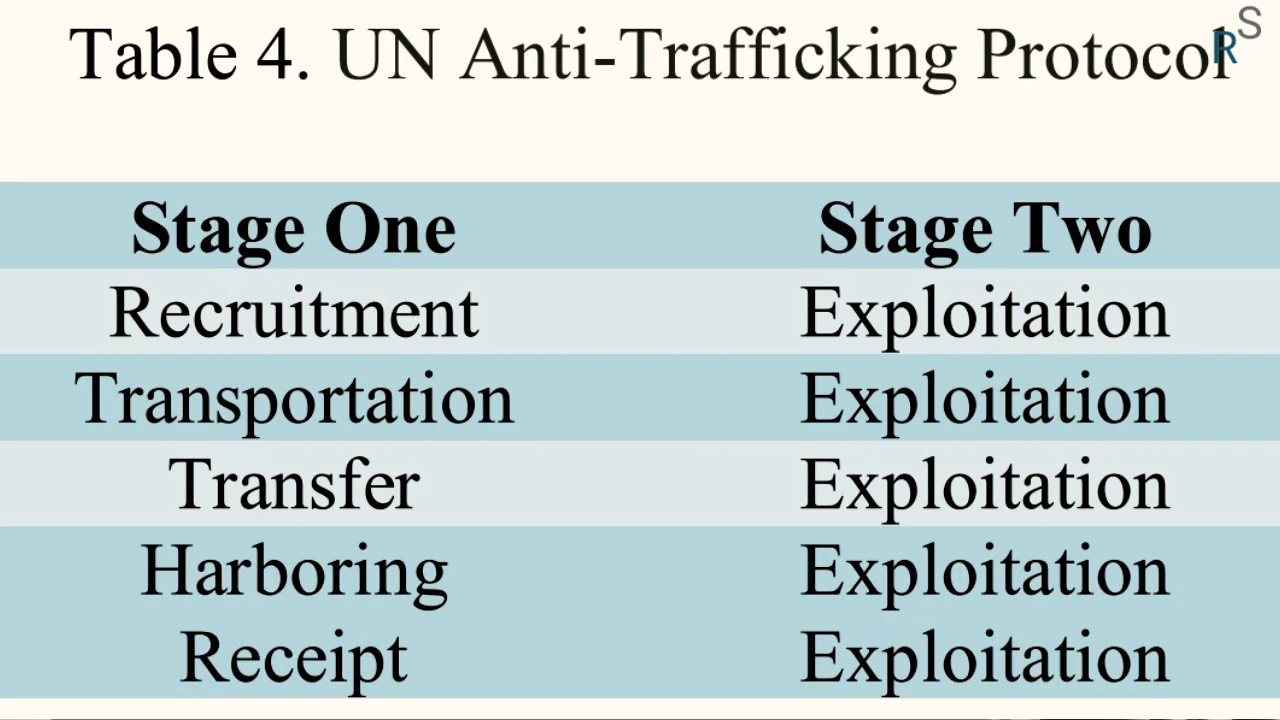 Table 4. UN Anti-Trafficking Protocol
RS
Stage One Stage Two
Recruitment Exploitation
Transportation Exploitation
Transfer Exploitation
Harboring Exploitation
Receipt Exploitation